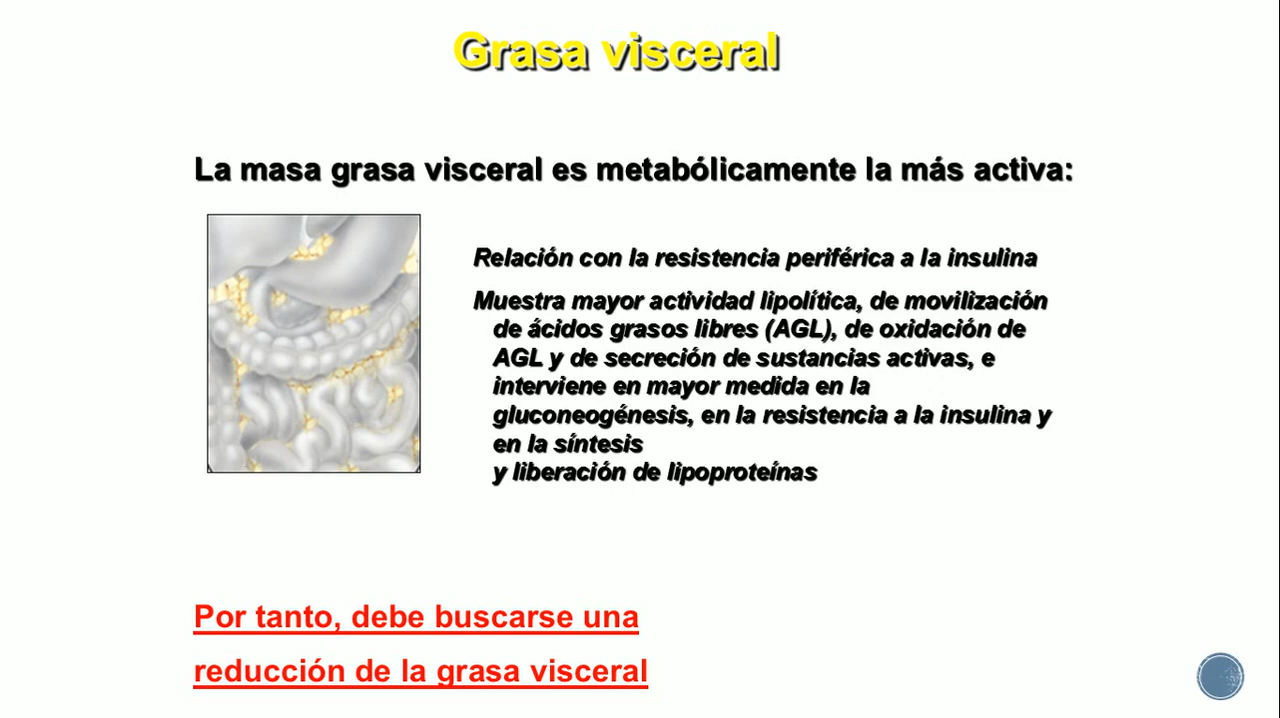 Grasa visceral
La masa grasa visceral es metabólicamente la más activa:
Relación con la resistencia periférica a la insulina
Muestra mayor actividad lipolítica, de movilización
de ácidos grasos libres (AGL), de oxidación de
AGL y de secreción de sustancias activas, e
interviene en mayor medida en la
gluconeogénesis, en la resistencia a la insulina y
en la síntesis
y liberación de lipoproteínas
Por tanto, debe buscarse una
reducción de la grasa visceral